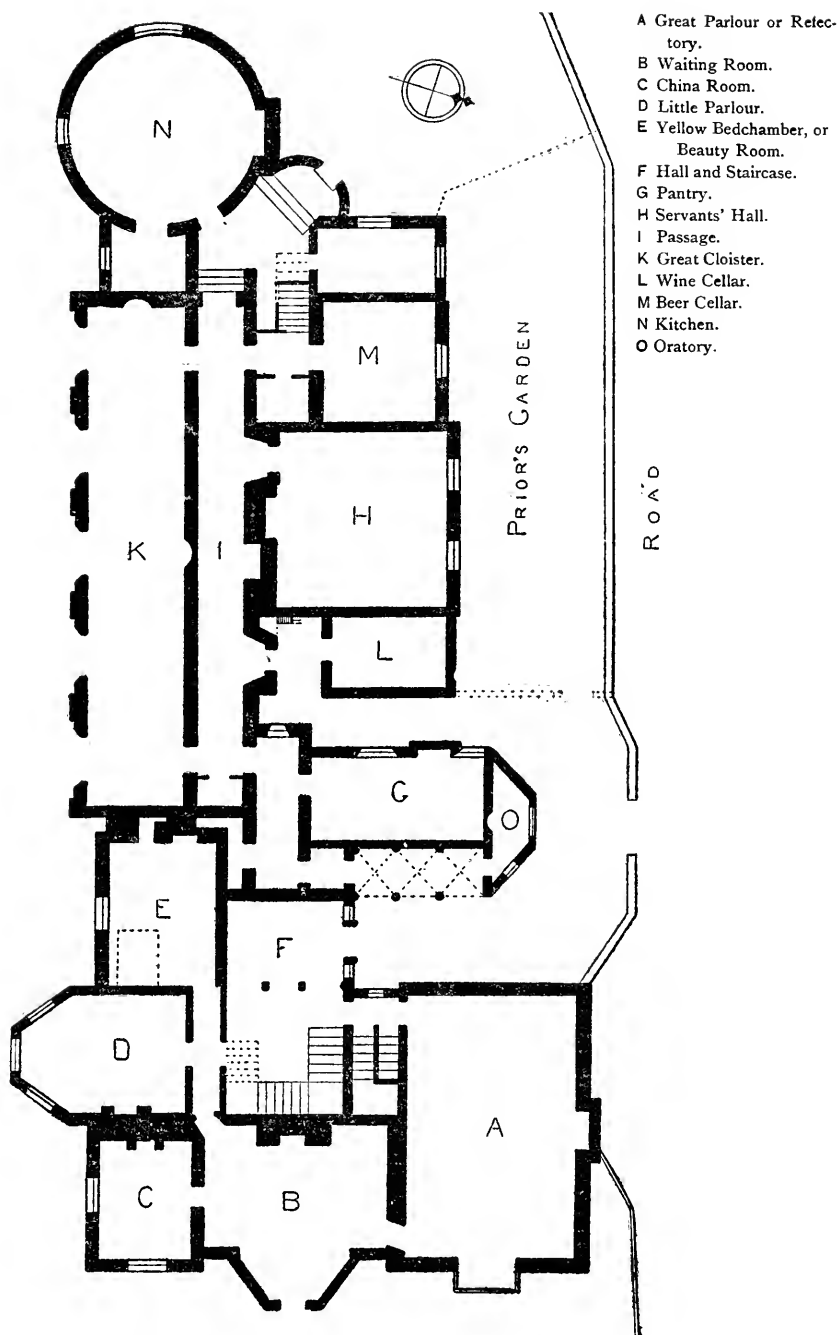 A Great Parlour or Refec-
tory.
B Waiting Room.
C China Room.
D Little Parlour.
E Yellow Bedchamber, or
Beauty Room.
F Hall and Staircase.
G Pantry.
H Servants' Hall.
I Passage.
K Great Cloister.
L Wine Cellar.
M Beer Cellar.
N Kitchen.
O Oratory.
N
M
PRIOR'S GARDEN
ROAD
H
K
I
L
G
O
E
F
D
A
C
B